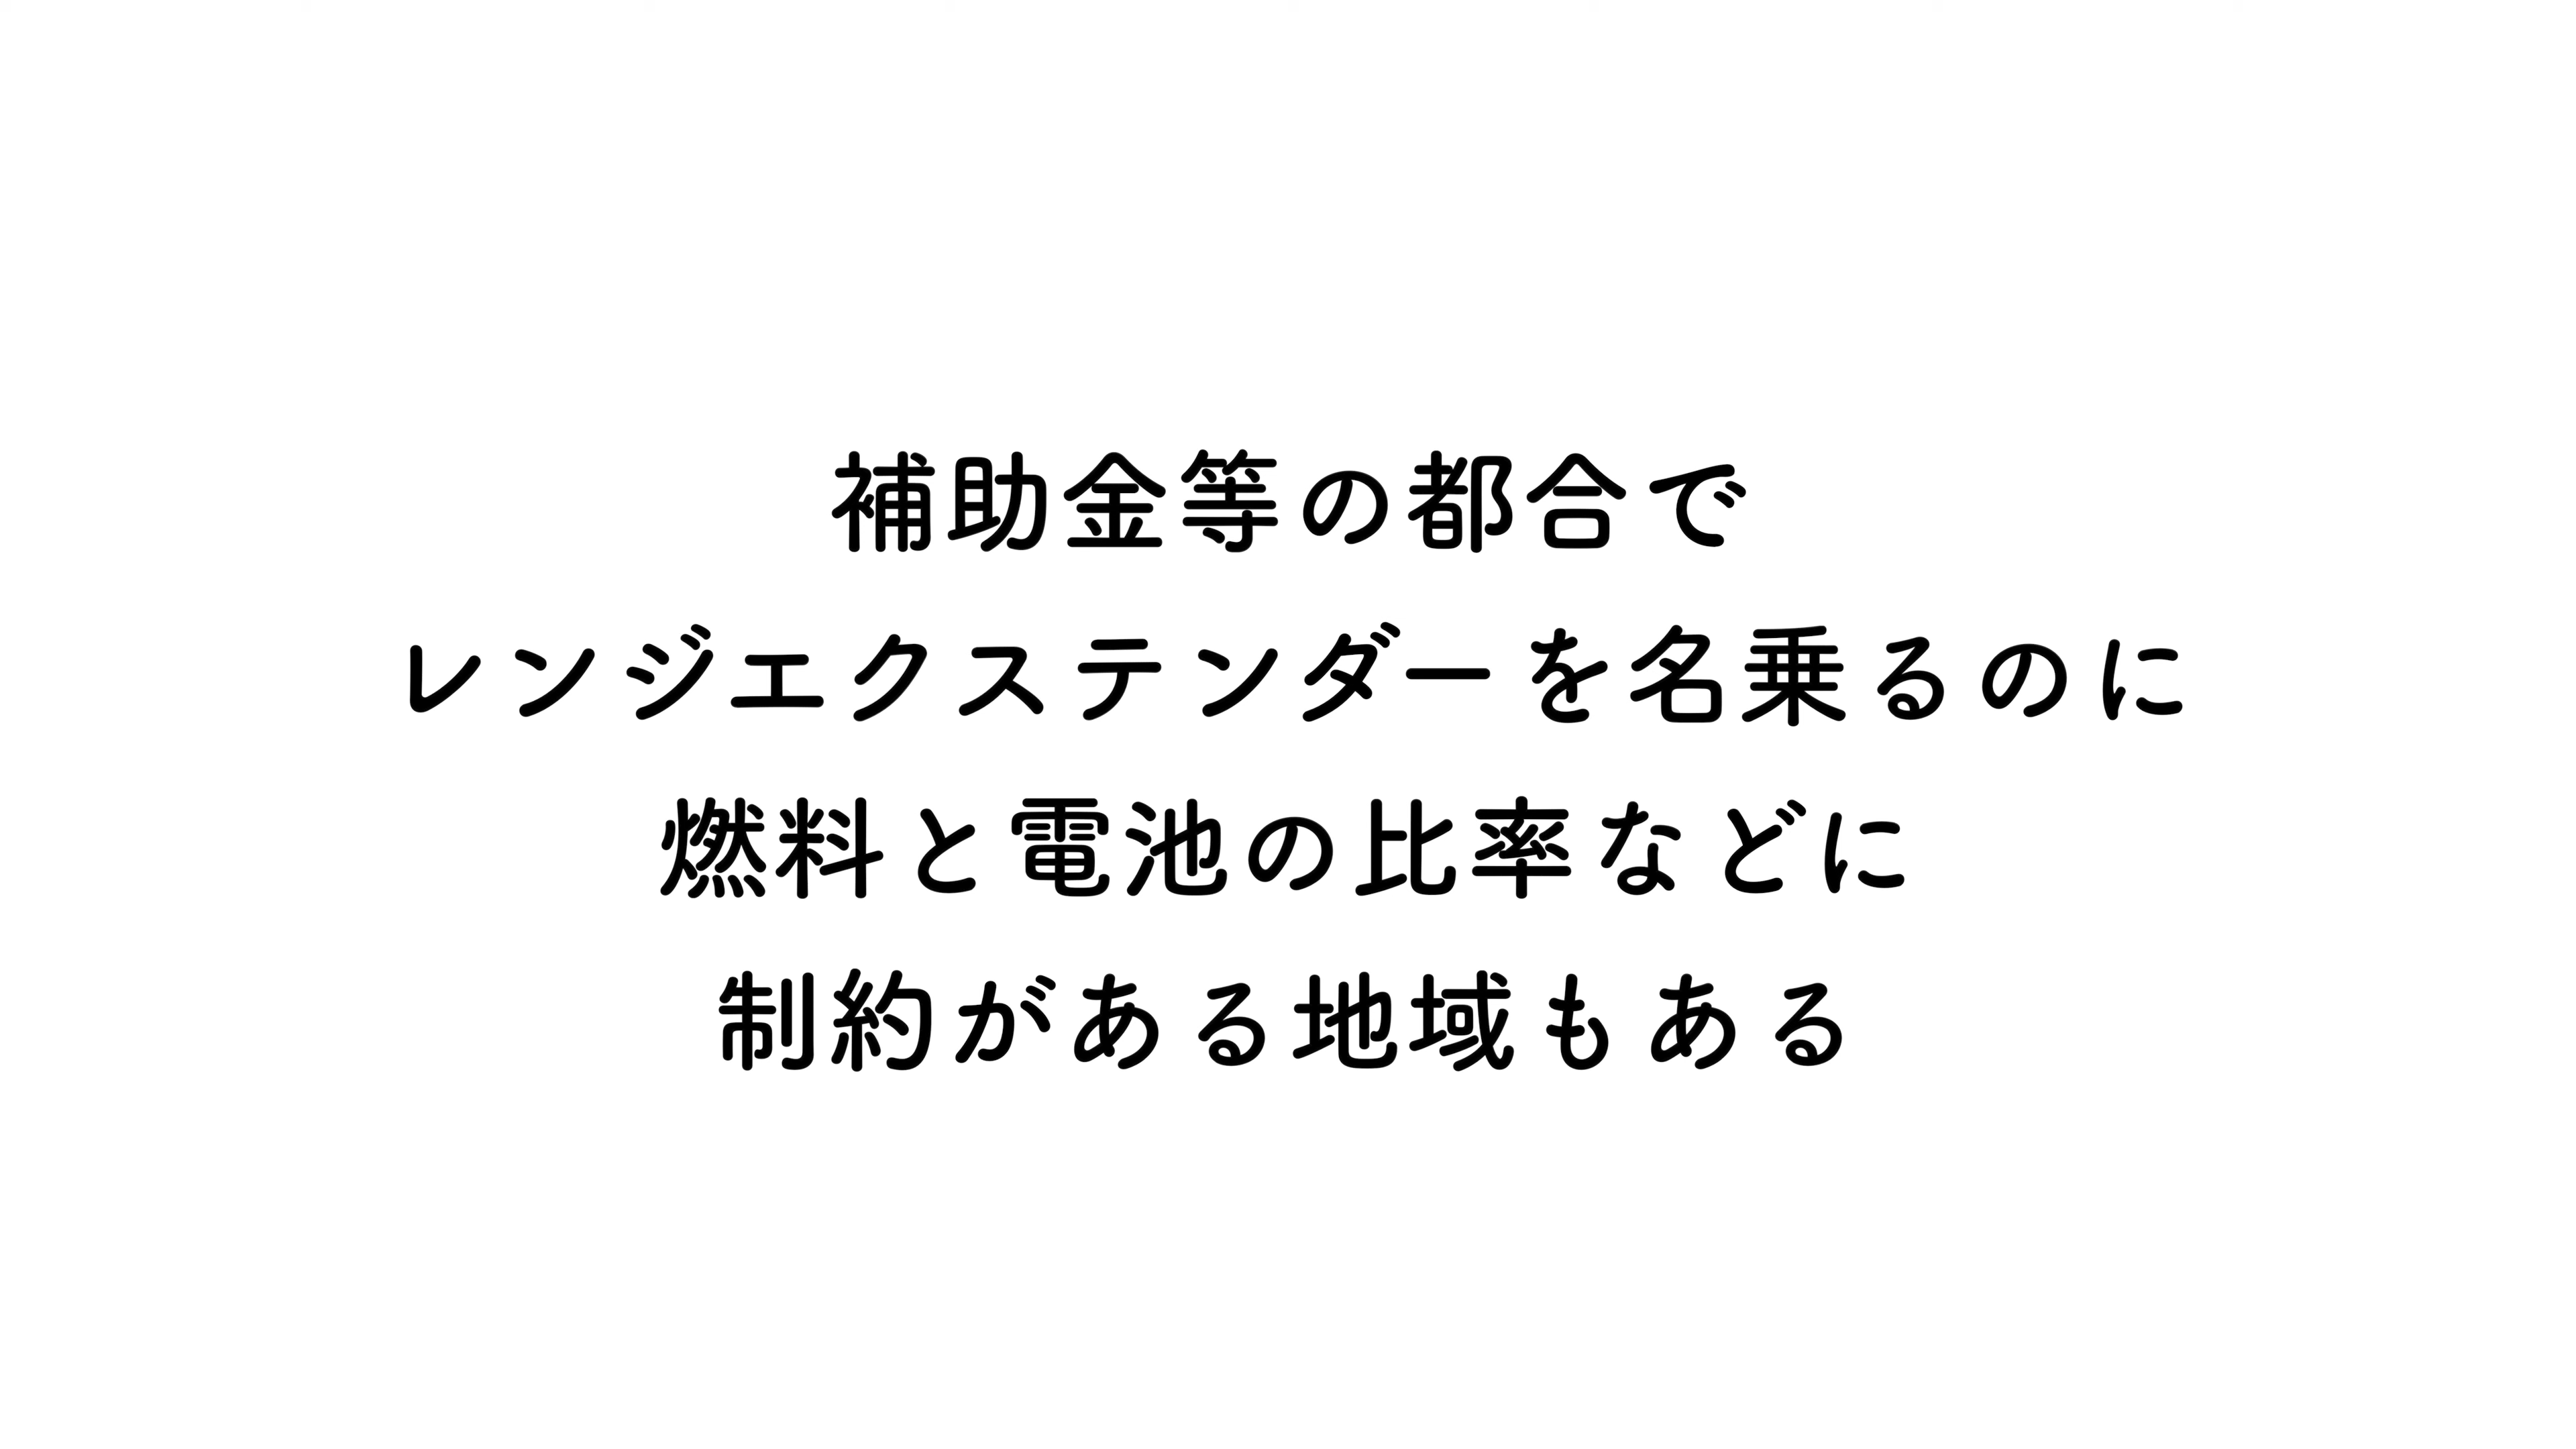 補助金等の都合で
レンジエクステンダーを名乗るのに
燃料と電池の比率などに
制約がある地域もある